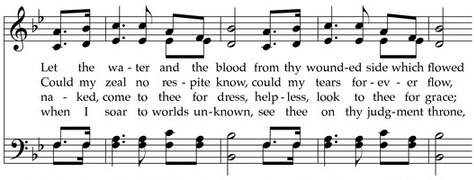 Let the wa - ter and the blood from thy wound - ed side which flowed
Could my zeal no res - pite know, could my tears for - ev - er flow,
na - ked, come to thee for dress, help - less, look to thee for grace;
when I soar to worlds un - known, see thee on thy judg - ment throne,